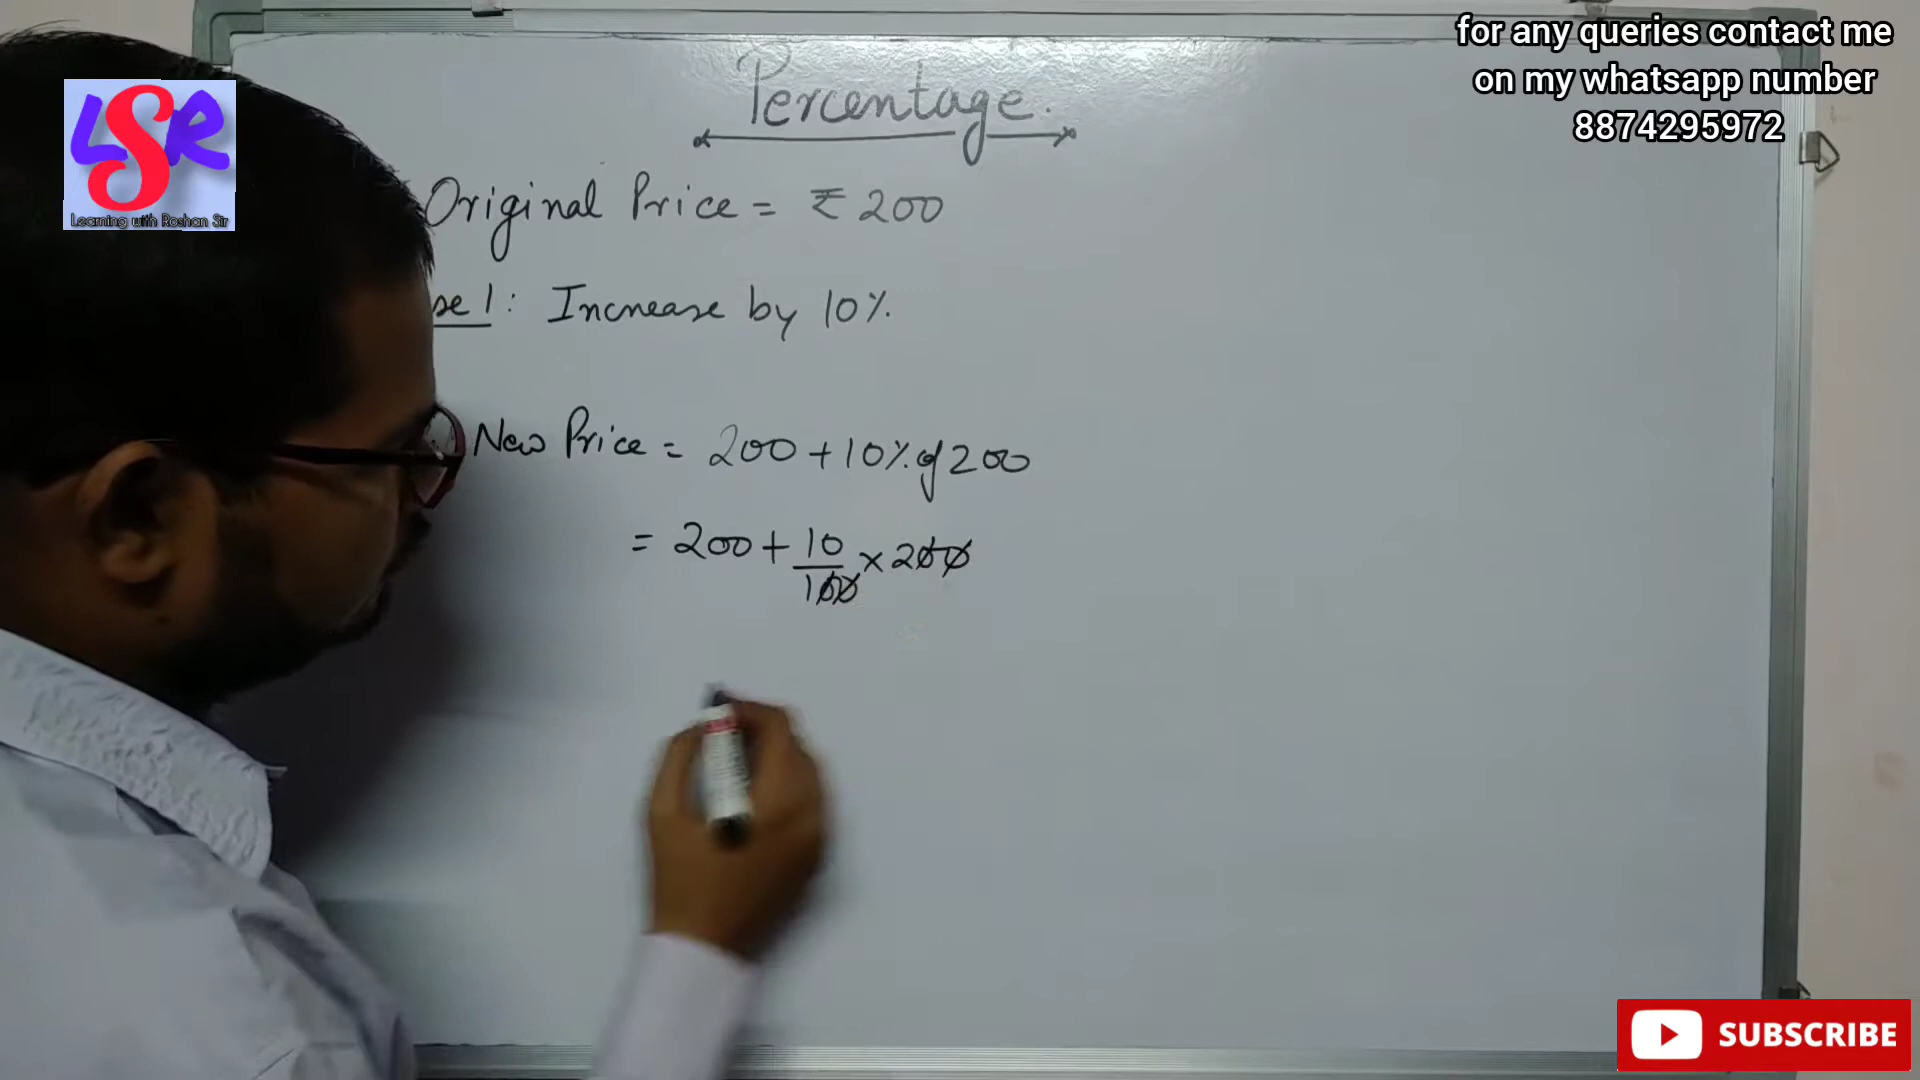 for any queries contact me
on my whatsapp number
8874295972
LSR
Learning with Roshan Sir
Percentage.
Original Price = ₹ 200
se 1 : Increase by 10%.
New Price = 200 + 10% of 200
= 200 + 10/100 × 200
SUBSCRIBE